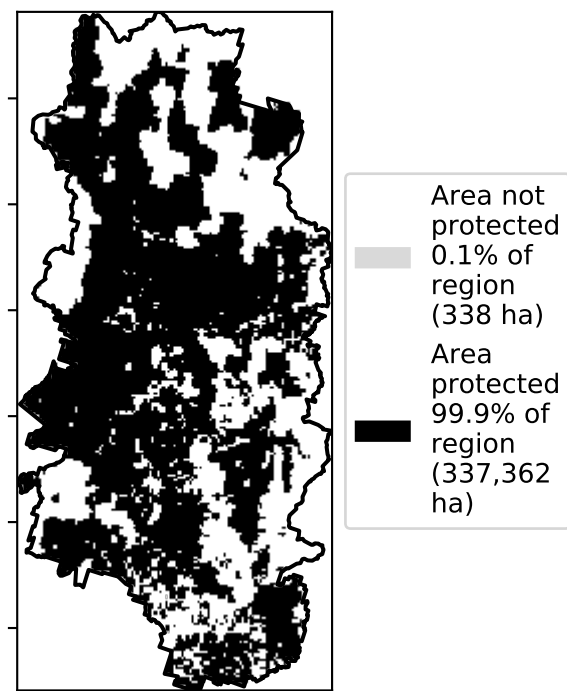 Area not
protected
0.1% of
region
(338 ha)
Area
protected
99.9% of
region
(337,362
ha)